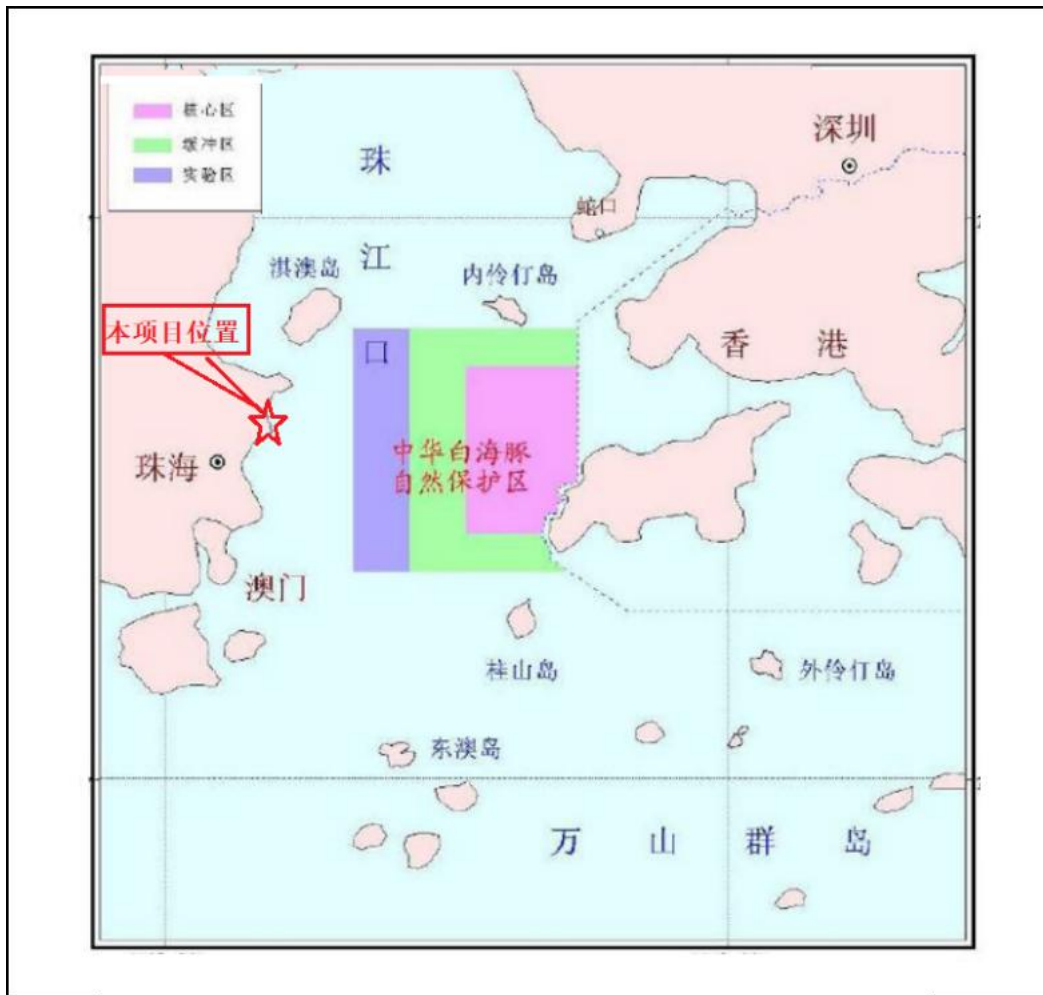 核心区
缓冲区
实验区
深圳
珠
江
口
蛇口
淇澳岛
内伶仃岛
本项目位置
香港
中华白海豚
自然保护区
珠海
澳门
桂山岛
外伶仃岛
东澳岛
万山群岛